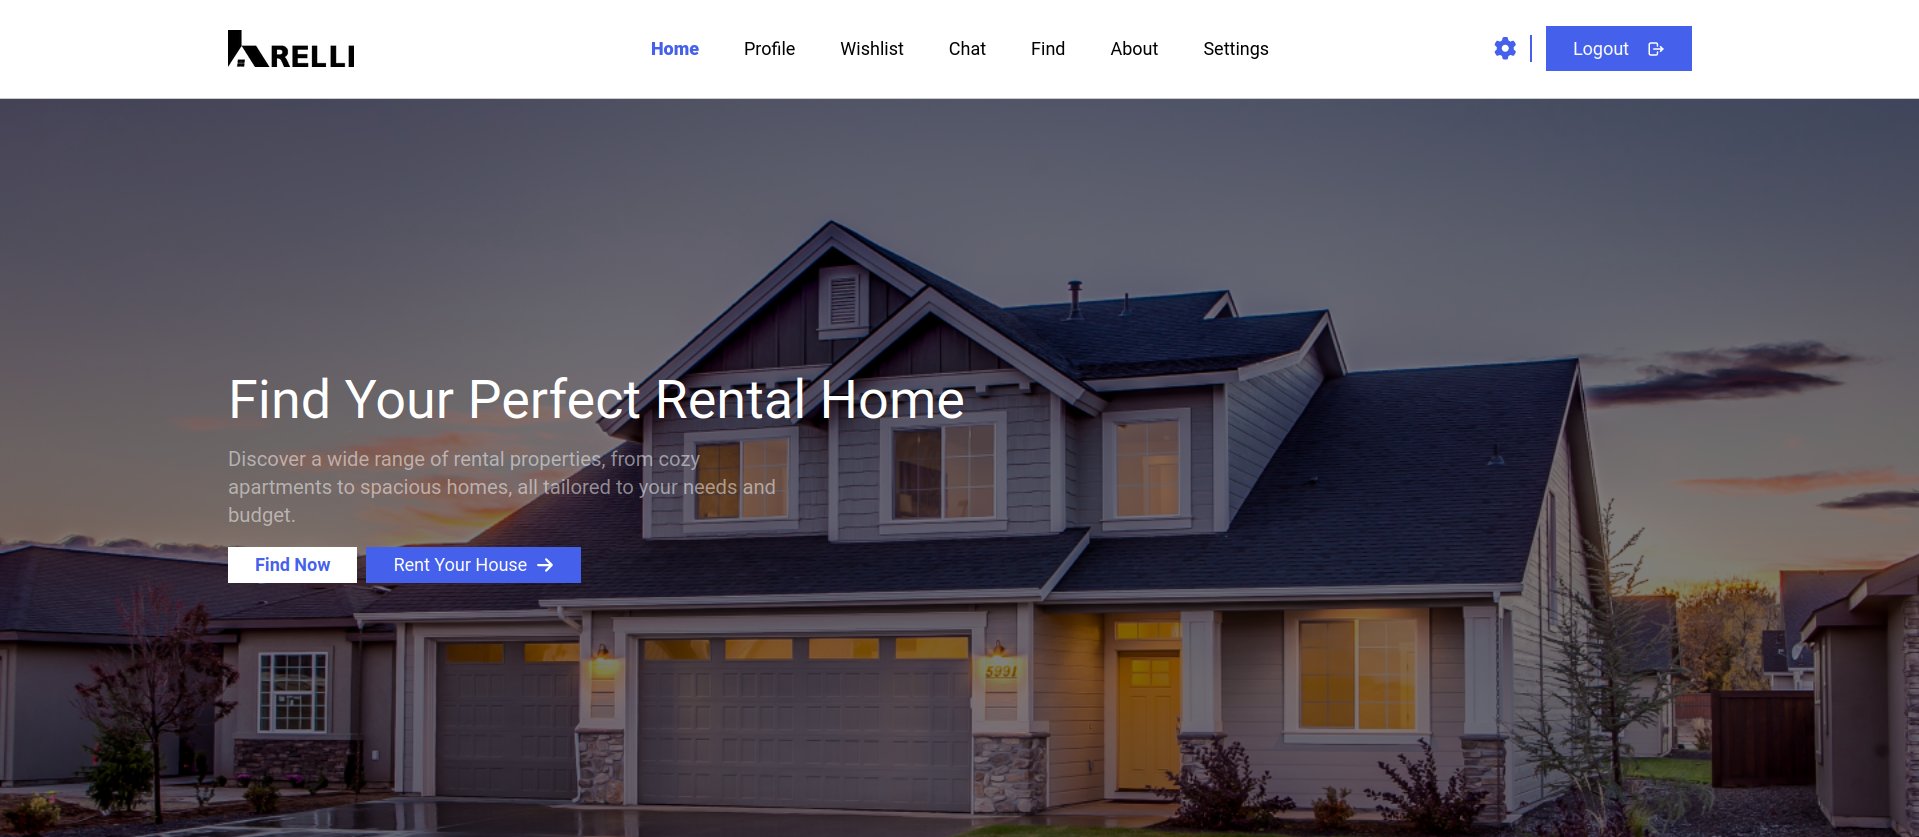 ARELLI
Home Profile Wishlist Chat Find About Settings
Logout
Find Your Perfect Rental Home
Discover a wide range of rental properties, from cozy
apartments to spacious homes, all tailored to your needs and
budget.
Find Now Rent Your House
5991